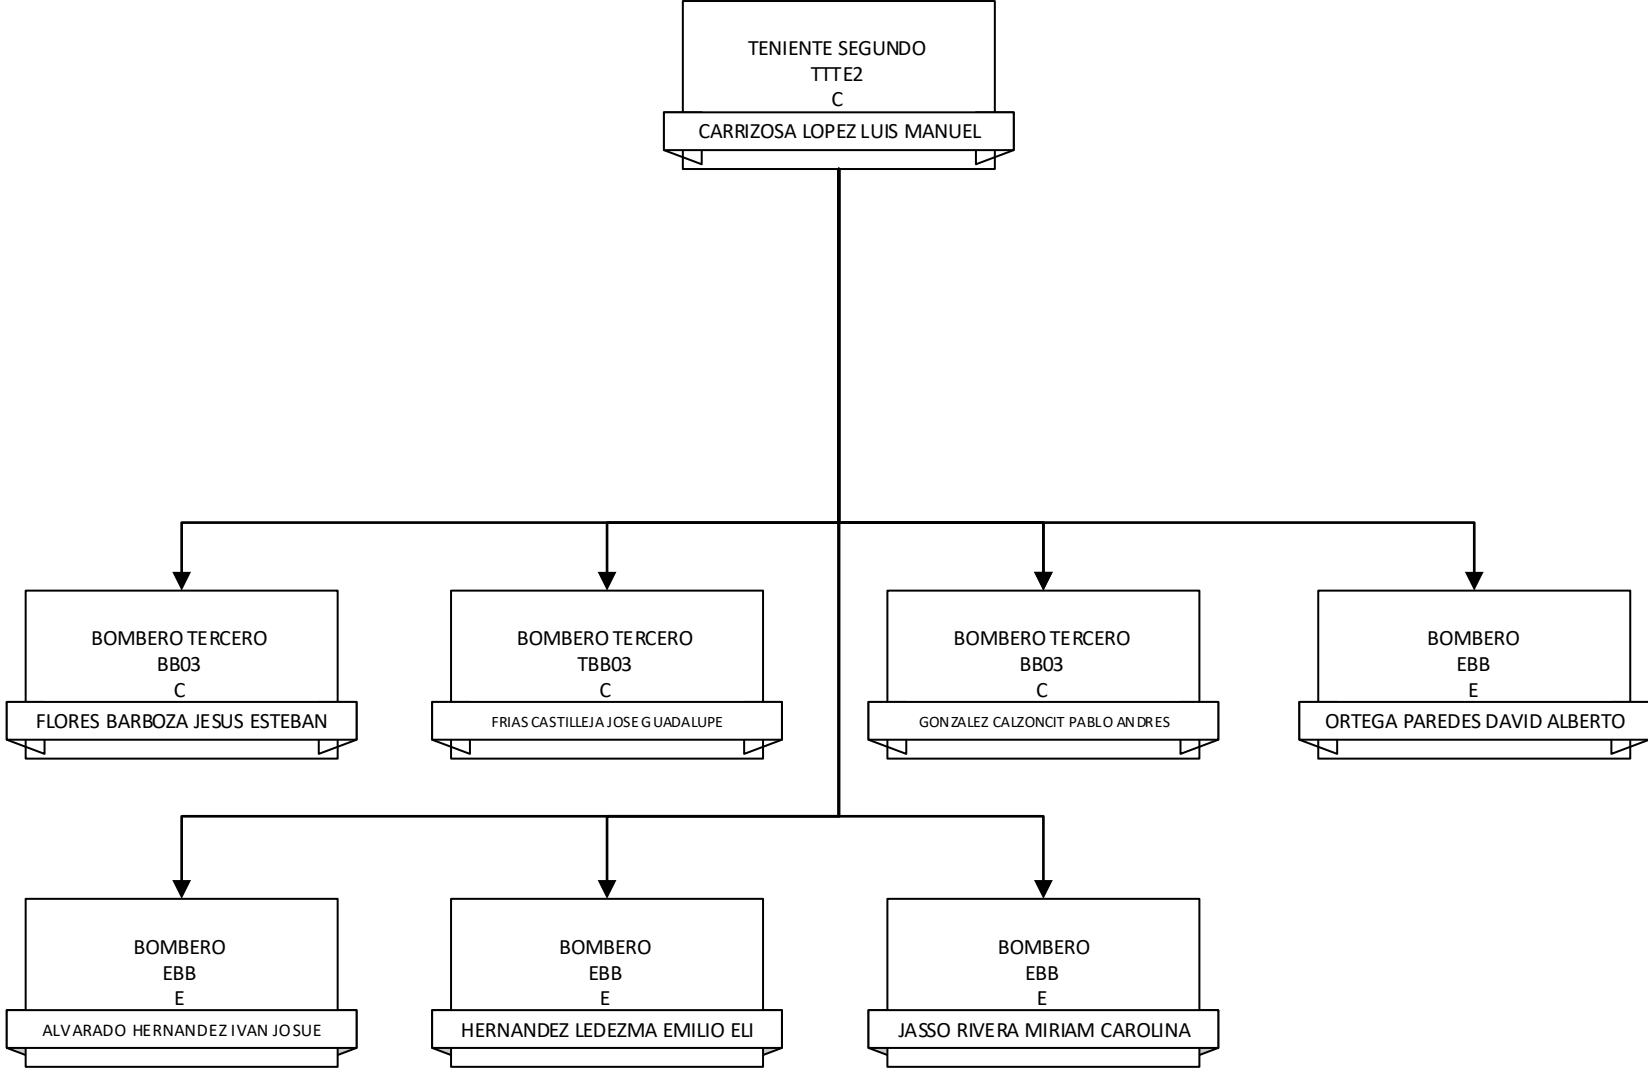 TENIENTE SEGUNDO
TTTE2
C
CARRIZOSA LOPEZ LUIS MANUEL
BOMBERO TERCERO
BB03
C
FLORES BARBOZA JESUS ESTEBAN
BOMBERO TERCERO
TBB03
C
FRIAS CASTILLEJA JOSE GUADALUPE
BOMBERO TERCERO
BB03
C
GONZALEZ CALZONCIT PABLO ANDRES
BOMBERO
EBB
E
ORTEGA PAREDES DAVID ALBERTO
BOMBERO
EBB
E
ALVARADO HERNANDEZ IVAN JOSUE
BOMBERO
EBB
E
HERNANDEZ LEDEZMA EMILIO ELI
BOMBERO
EBB
E
JASSO RIVERA MIRIAM CAROLINA